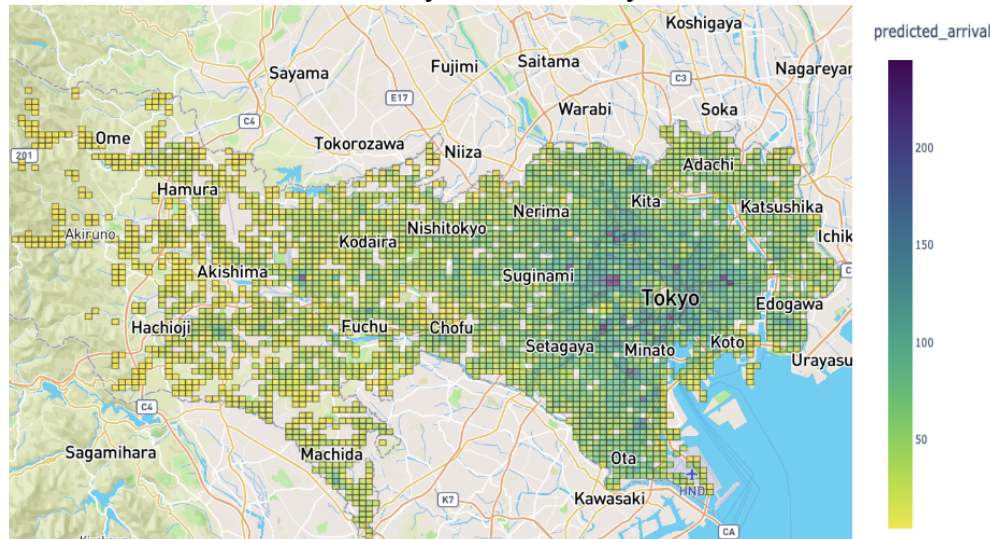 Koshigaya
predicted_arrival
Sayama
Fujimi
Saitama
Nagareyar
C3
E17
Warabi
Soka
C4
Ome
Tokorozawa
Niiza
200
201
Adachi
Hamura
Kita
Nerima
Katsushika
Akiruno
Nishitokyo
Kodaira
Ichik
150
Akishima
Suginami
C
Tokyo
Edogawa
Hachioji
Fuchu
Chofu
Setagaya
Minato
Koto
100
Urayasu
C4
50
Sagamihara
Machida
Ota
HND
K7
Kawasaki
CA